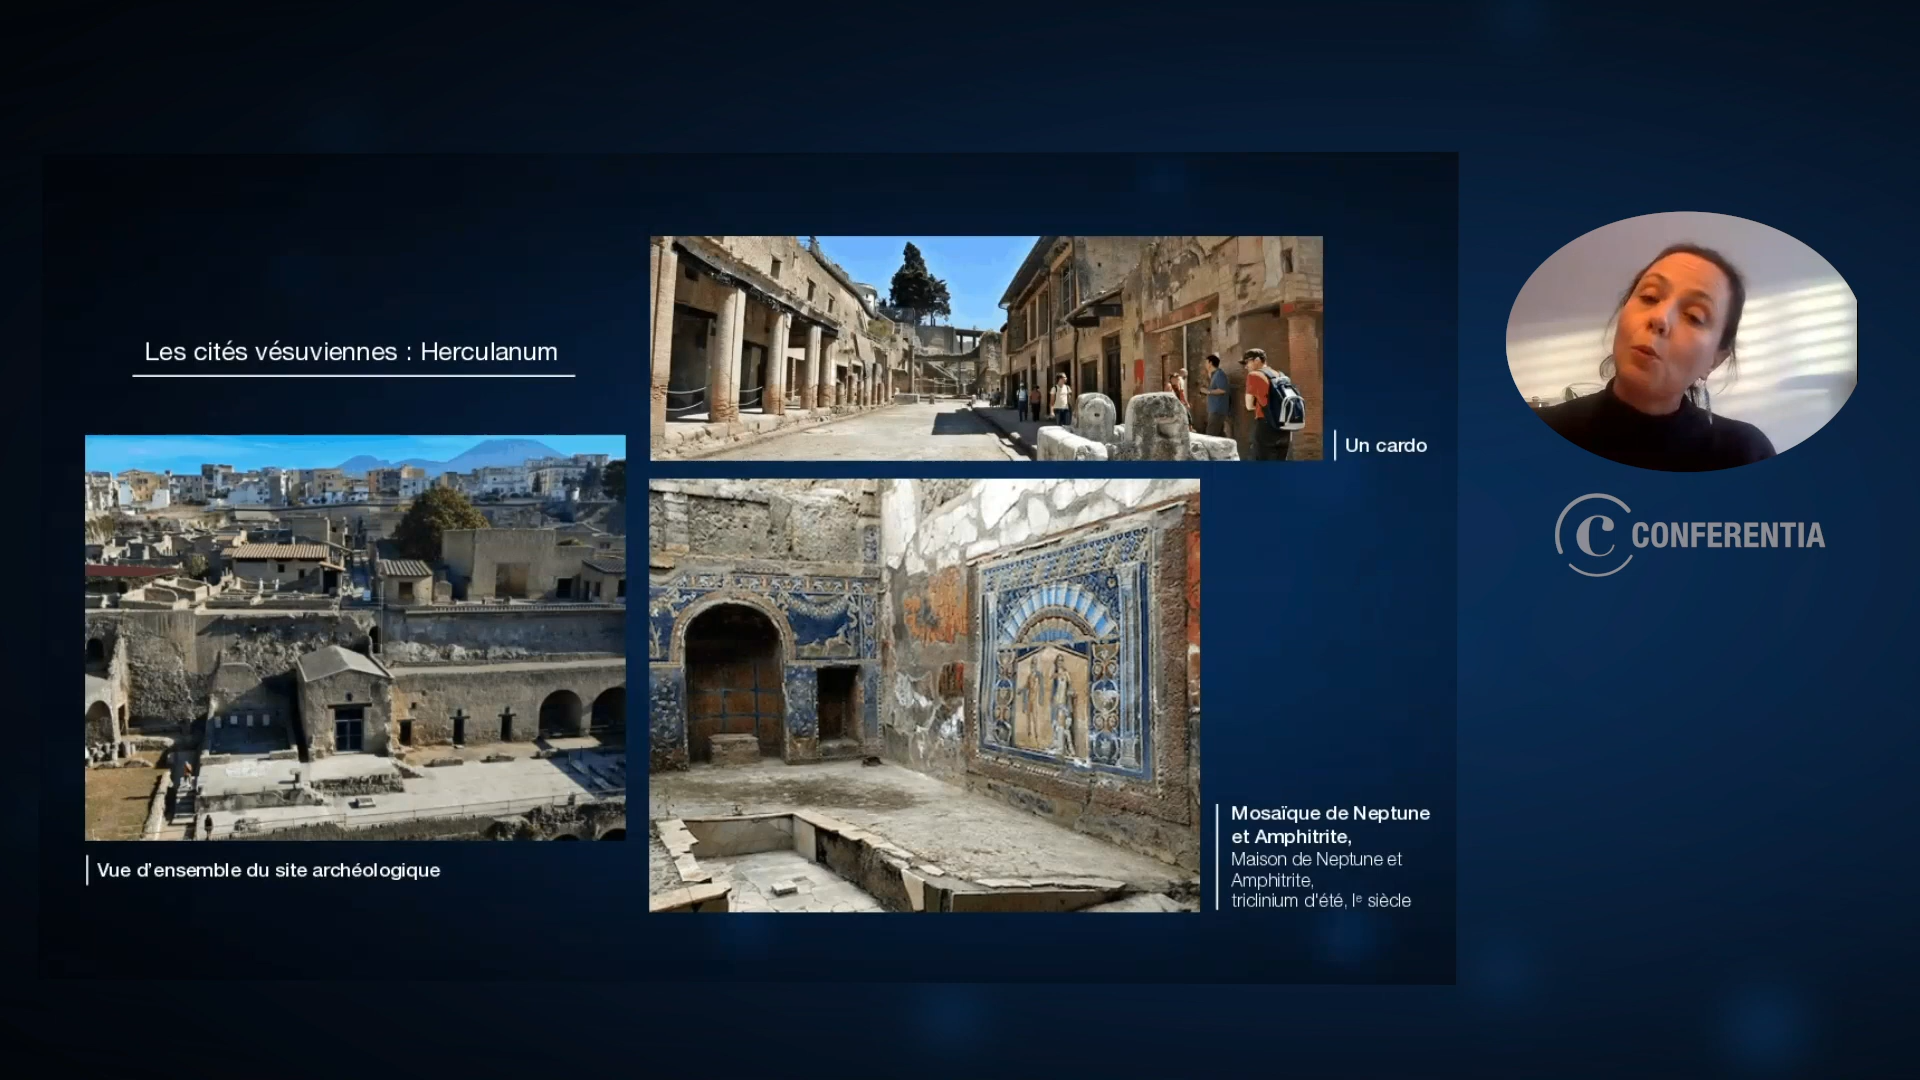 Les cités vésuviennes : Herculanum
Un cardo
Vue d'ensemble du site archéologique
Mosaïque de Neptune
et Amphitrite,
Maison de Neptune et
Amphitrite,
triclinium d'été, Iᵉ siècle
C CONFERENTIA